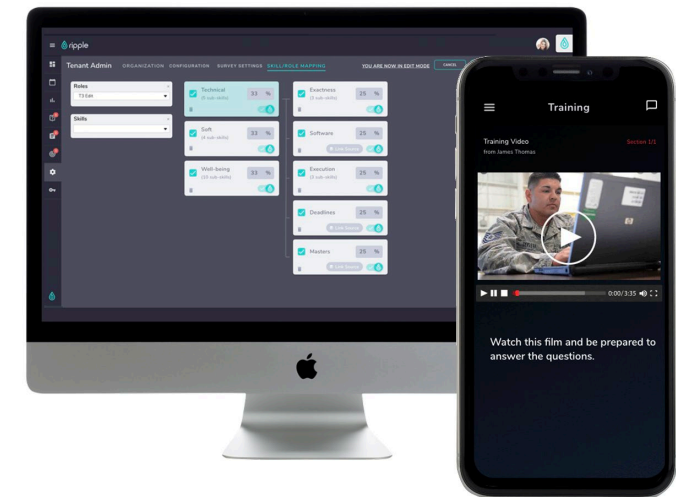 ripple
Tenant Admin ORGANIZATION CONFIGURATION SURVEY SETTINGS SKILL/ROLE MAPPING YOU ARE NOW IN EDIT MODE CANCEL
Roles
Skills
Technical
33 %
Soft
33 %
Well-being
33 %
Exactness
25 %
Software
25 %
Execution
25 %
Deadlines
25 %
Masters
25 %
Training
Training Video Section 1/1
from James Thomas
0:00/3:35
Watch this film and be prepared to
answer the questions.